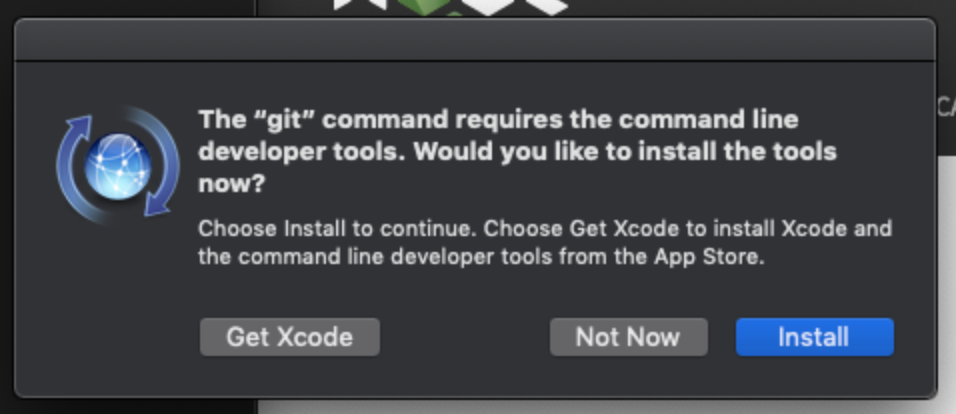 The “git” command requires the command line
developer tools. Would you like to install the tools
now?
Choose Install to continue. Choose Get Xcode to install Xcode and
the command line developer tools from the App Store.
Get Xcode
Not Now
Install